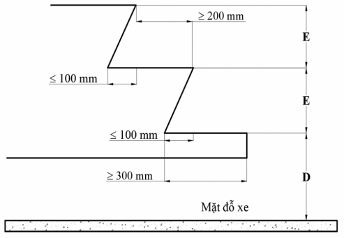 ≥ 200 mm
E
≤ 100 mm
E
≤ 100 mm
≥ 300 mm
D
Mặt đỗ xe